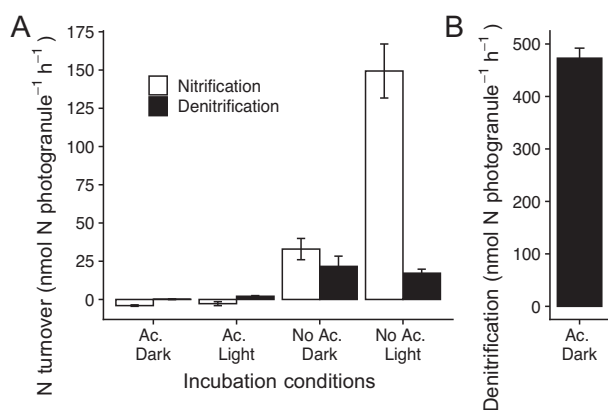 A
N turnover (nmol N photogranule⁻¹ h⁻¹)
175
150
125
100
75
50
25
0
Nitrification
Denitrification
Ac.
Dark
Ac.
Light
No Ac.
Dark
No Ac.
Light
Incubation conditions
B
Denitrification (nmol N photogranule⁻¹ h⁻¹)
500
400
300
200
100
0
Ac.
Dark